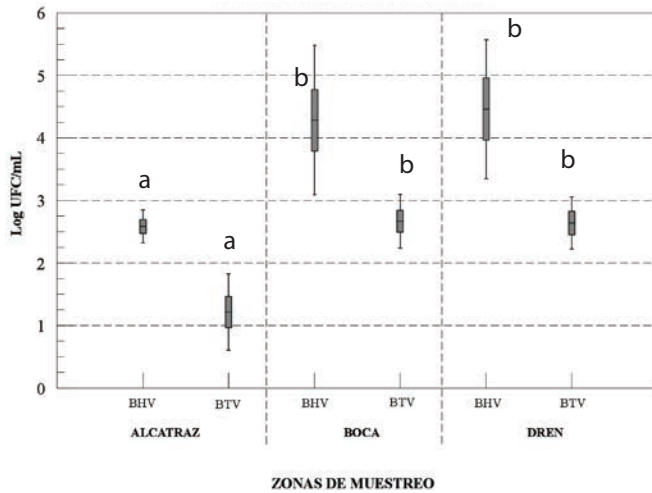 6
5
4
3
2
1
0
Log UFC/mL
a
a
b
b
b
b
BHV BTV BHV BTV BHV BTV
ALCATRAZ BOCA DREN
ZONAS DE MUESTREO